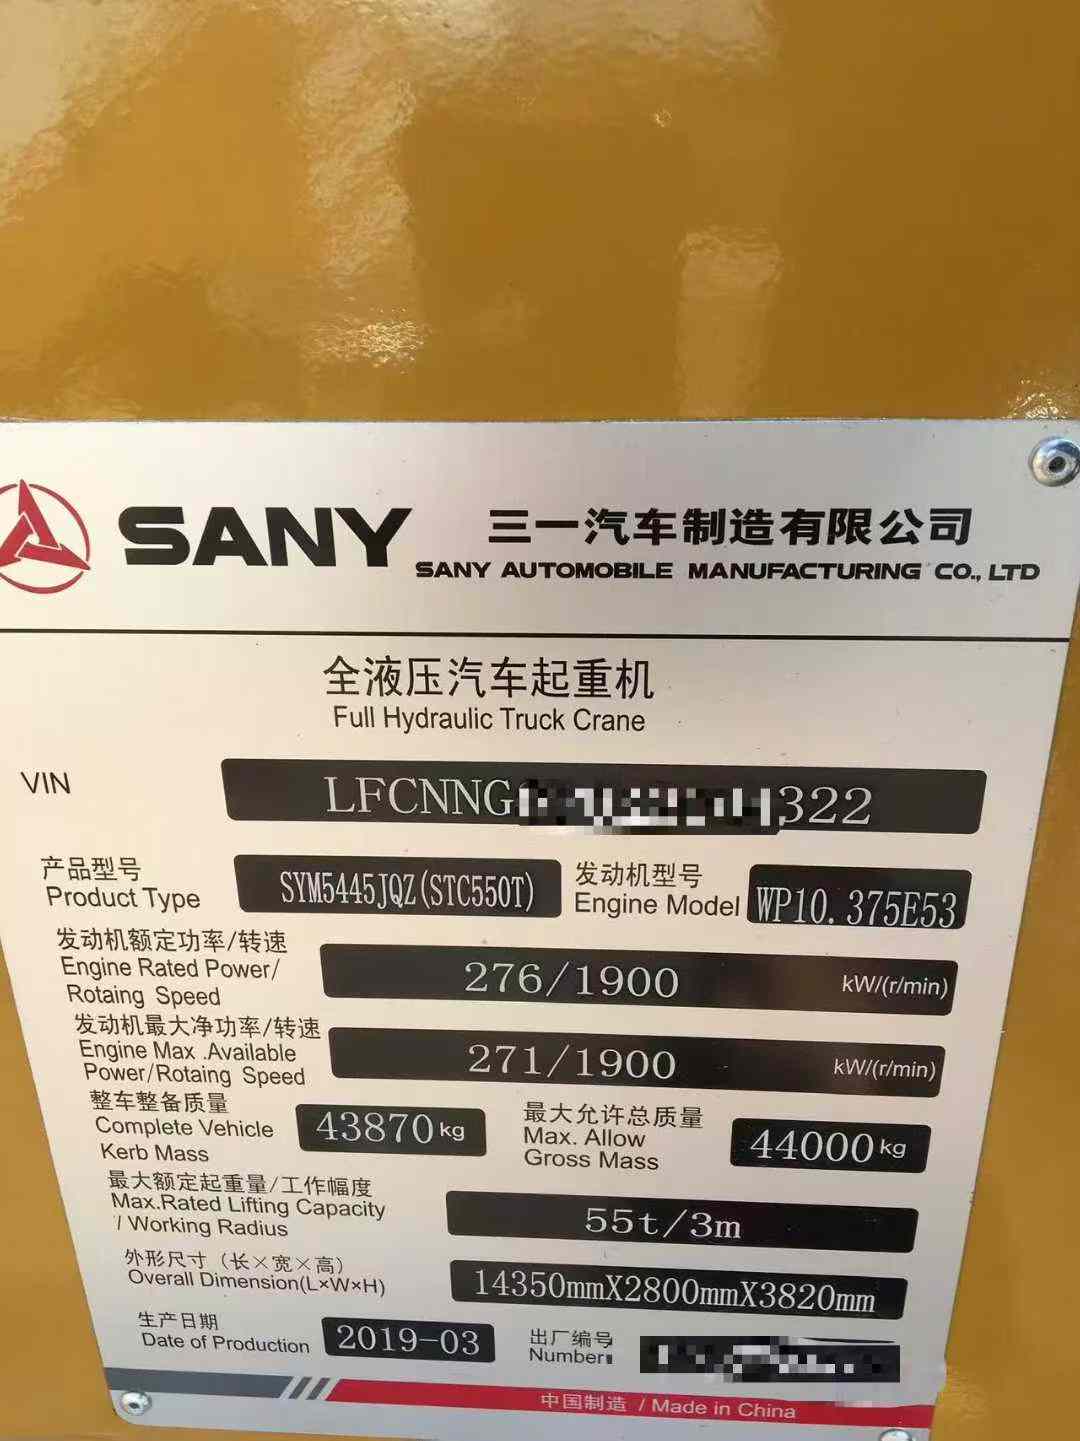 SANY
三一汽车制造有限公司
SANY AUTOMOBILE MANUFACTURING CO., LTD
全液压汽车起重机
Full Hydraulic Truck Crane
VIN LFCNNG 322
产品型号
Product Type SYM5445JQZ(STC550T)
发动机型号
Engine Model WP10.375E53
发动机额定功率/转速
Engine Rated Power/
Rotaing Speed
276/1900 kW/(r/min)
发动机最大净功率/转速
Engine Max .Available
Power/Rotaing Speed
271/1900 kW/(r/min)
整车整备质量
Complete Vehicle
Kerb Mass
43870kg
最大允许总质量
Max. Allow
Gross Mass
44000kg
最大额定起重量/工作幅度
Max.Rated Lifting Capacity
/ Working Radius
55t/3m
外形尺寸（长×宽×高）
Overall Dimension(L×W×H)
14350mmX2800mmX3820mm
生产日期
Date of Production 2019-03
出厂编号
Number:
中国制造 / Made in China